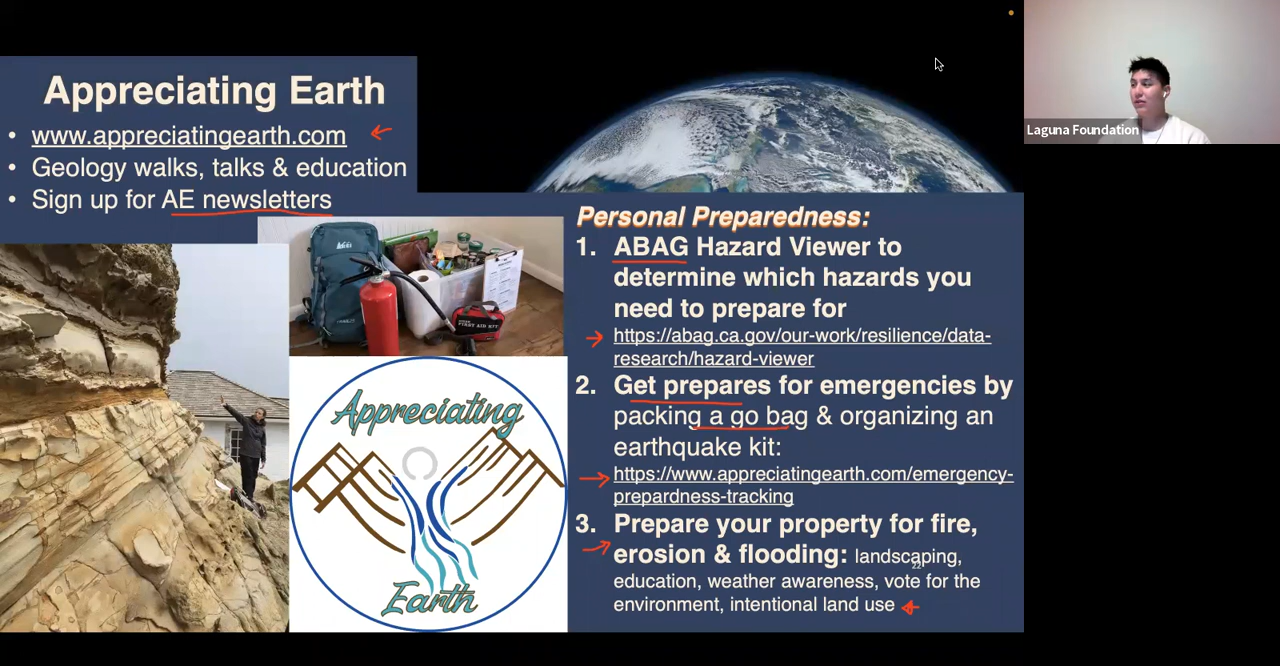 Appreciating Earth
• www.appreciatingearth.com
• Geology walks, talks & education
• Sign up for AE newsletters
Laguna Foundation
Personal Preparedness:
1. ABAG Hazard Viewer to
determine which hazards you
need to prepare for
https://abag.ca.gov/our-work/resilience/data-
research/hazard-viewer
2. Get prepares for emergencies by
packing a go bag & organizing an
earthquake kit:
https://www.appreciatingearth.com/emergency-
prepardness-tracking
3. Prepare your property for fire,
erosion & flooding: landscaping,
22
education, weather awareness, vote for the
environment, intentional land use
FIRST AID KIT
Appreciating
Earth